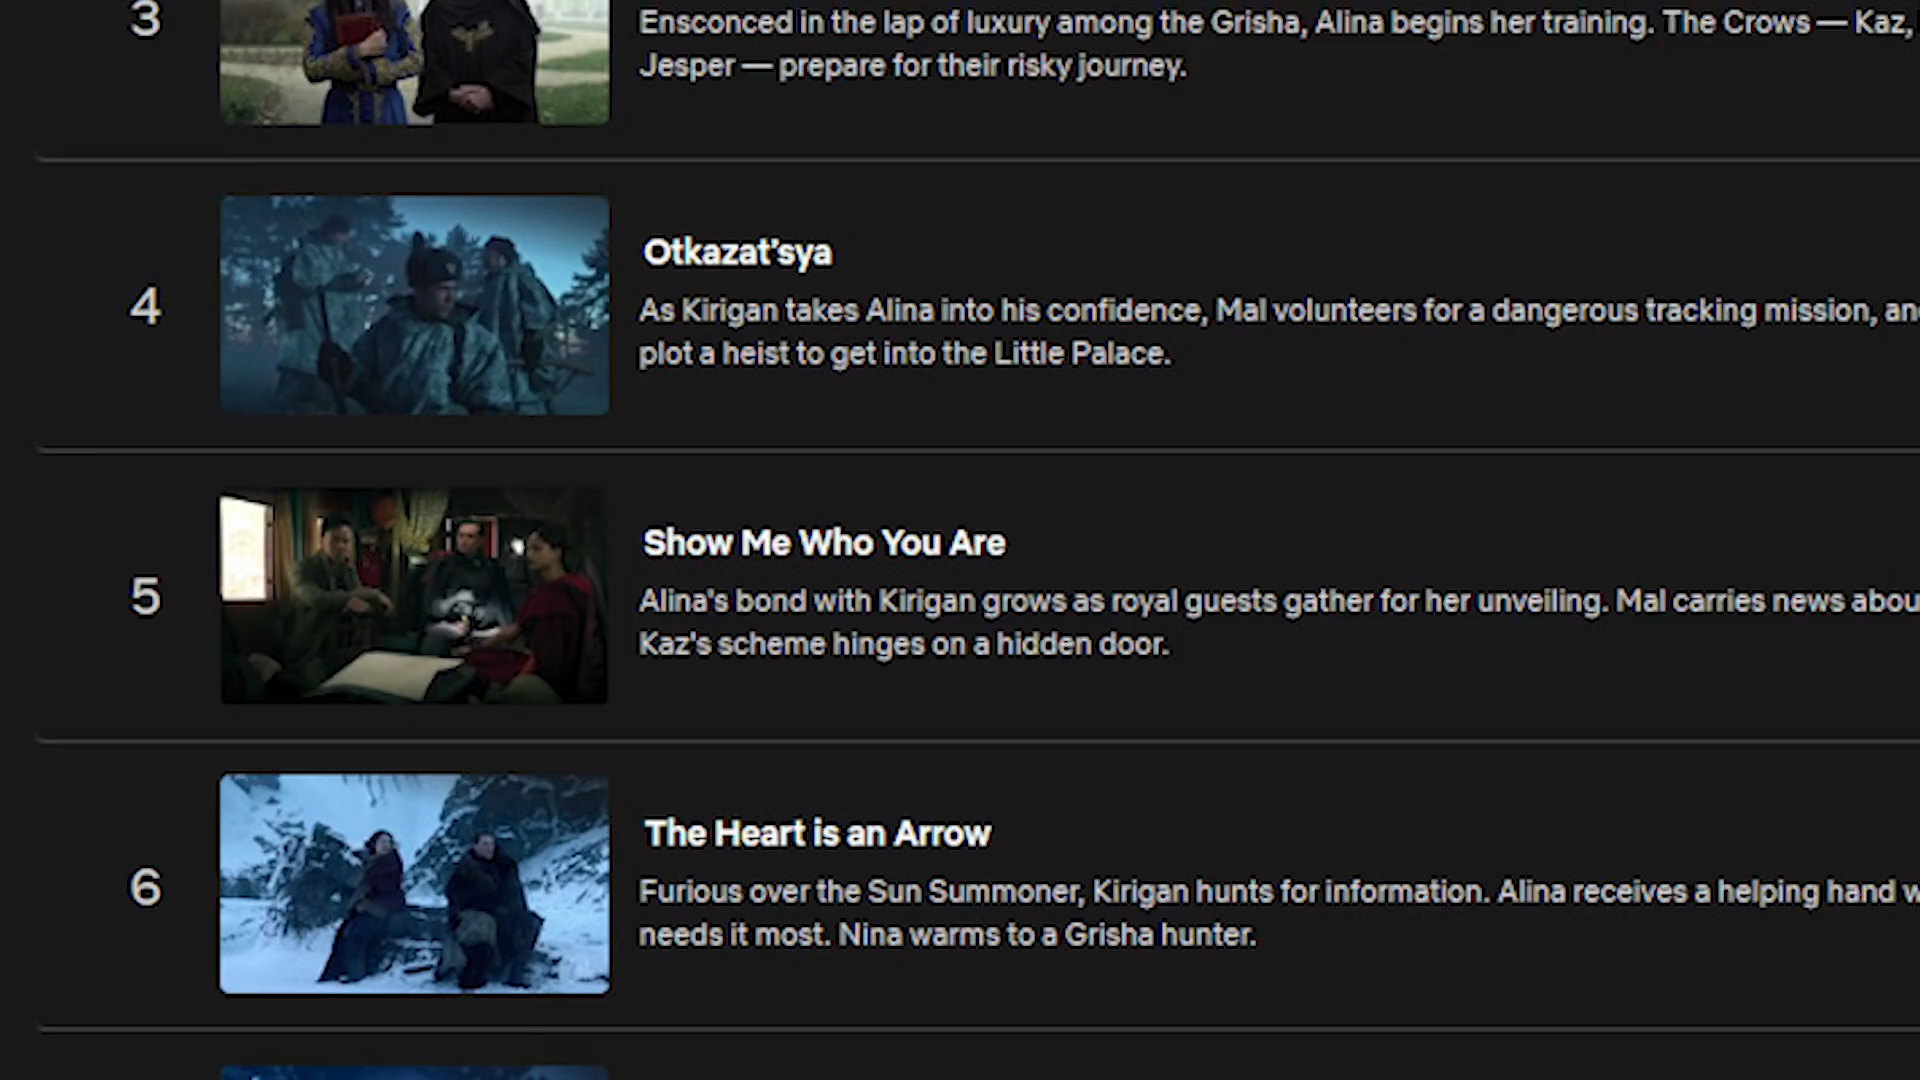 3
Ensconced in the lap of luxury among the Grisha, Alina begins her training. The Crows — Kaz,
Jesper — prepare for their risky journey.
4
Otkazat’sya
As Kirigan takes Alina into his confidence, Mal volunteers for a dangerous tracking mission,
plot a heist to get into the Little Palace.
5
Show Me Who You Are
Alina's bond with Kirigan grows as royal guests gather for her unveiling. Mal carries news
Kaz's scheme hinges on a hidden door.
6
The Heart is an Arrow
Furious over the Sun Summoner, Kirigan hunts for information. Alina receives a helping hand
needs it most. Nina warms to a Grisha hunter.